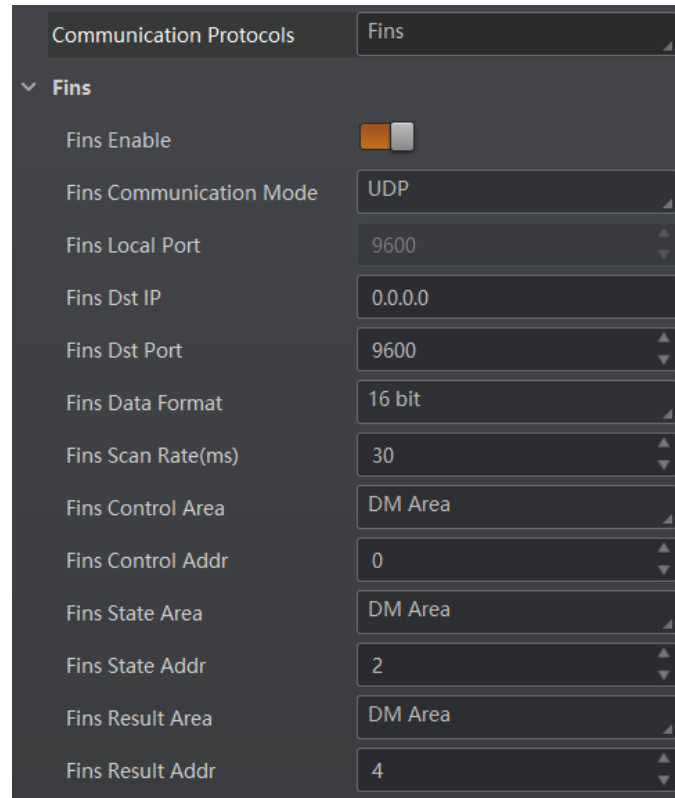 Communication Protocols Fins
Fins
Fins Enable
Fins Communication Mode UDP
Fins Local Port 9600
Fins Dst IP 0.0.0.0
Fins Dst Port 9600
Fins Data Format 16 bit
Fins Scan Rate(ms) 30
Fins Control Area DM Area
Fins Control Addr 0
Fins State Area DM Area
Fins State Addr 2
Fins Result Area DM Area
Fins Result Addr 4